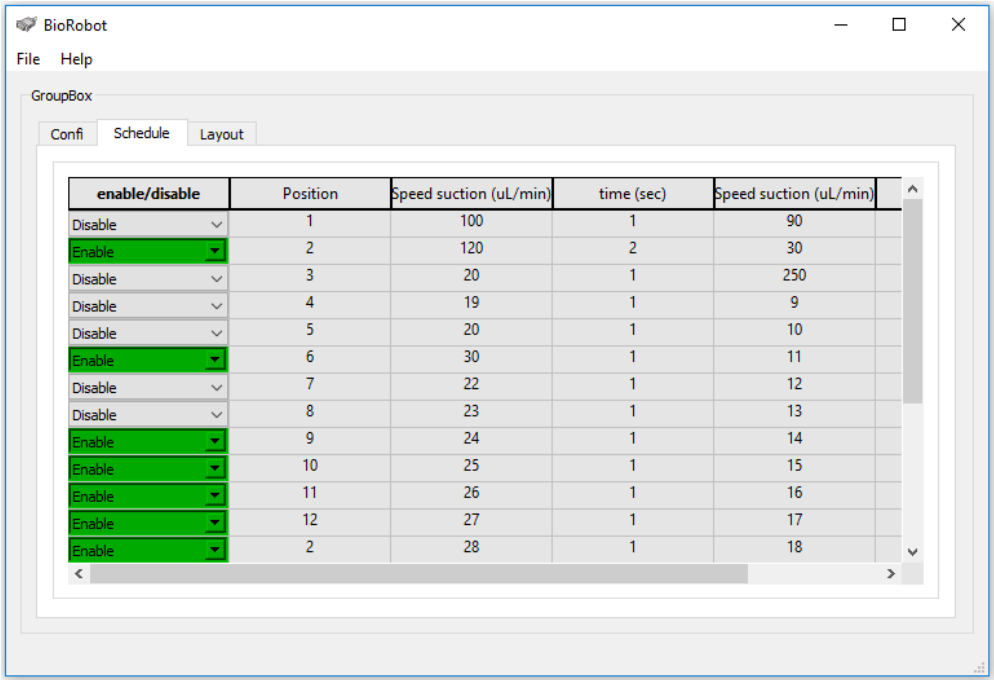 BioRobot
File Help
GroupBox
Confi Schedule Layout
enable/disable Position Speed suction (uL/min) time (sec) Speed suction (uL/min)
Disable 1 100 1 90
Enable 2 120 2 30
Disable 3 20 1 250
Disable 4 19 1 9
Disable 5 20 1 10
Enable 6 30 1 11
Disable 7 22 1 12
Disable 8 23 1 13
Enable 9 24 1 14
Enable 10 25 1 15
Enable 11 26 1 16
Enable 12 27 1 17
Enable 2 28 1 18